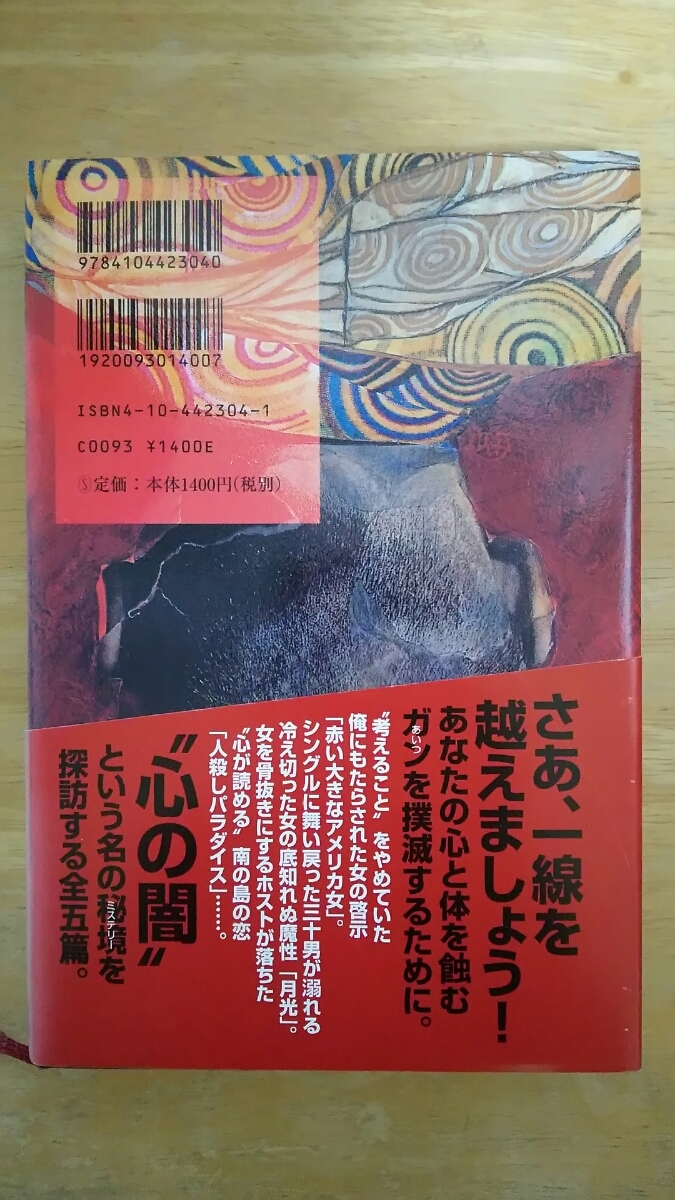 9784104423040
1920093014007
ISBN4-10-442304-1
C0093 ¥1400E
Ⓢ定価：本体1400円(税別)
さあ、一線を
越えましょう！
あなたの心と体を蝕む
ガン(あいつ)を撲滅するために。
〝考えること〟をやめていた
俺にもたらされた女の啓示
「赤い大きなアメリカ女」。
シングルに舞い戻った三十男が溺れる
冷え切った女の底知れぬ魔性「月光」。
女を骨抜きにするホストが落ちた
〝心が読める〟南の島の恋
「人殺しパラダイス」……。
〝心の闇〟
という名の秘境(ミステリー)を
探訪する全五篇。